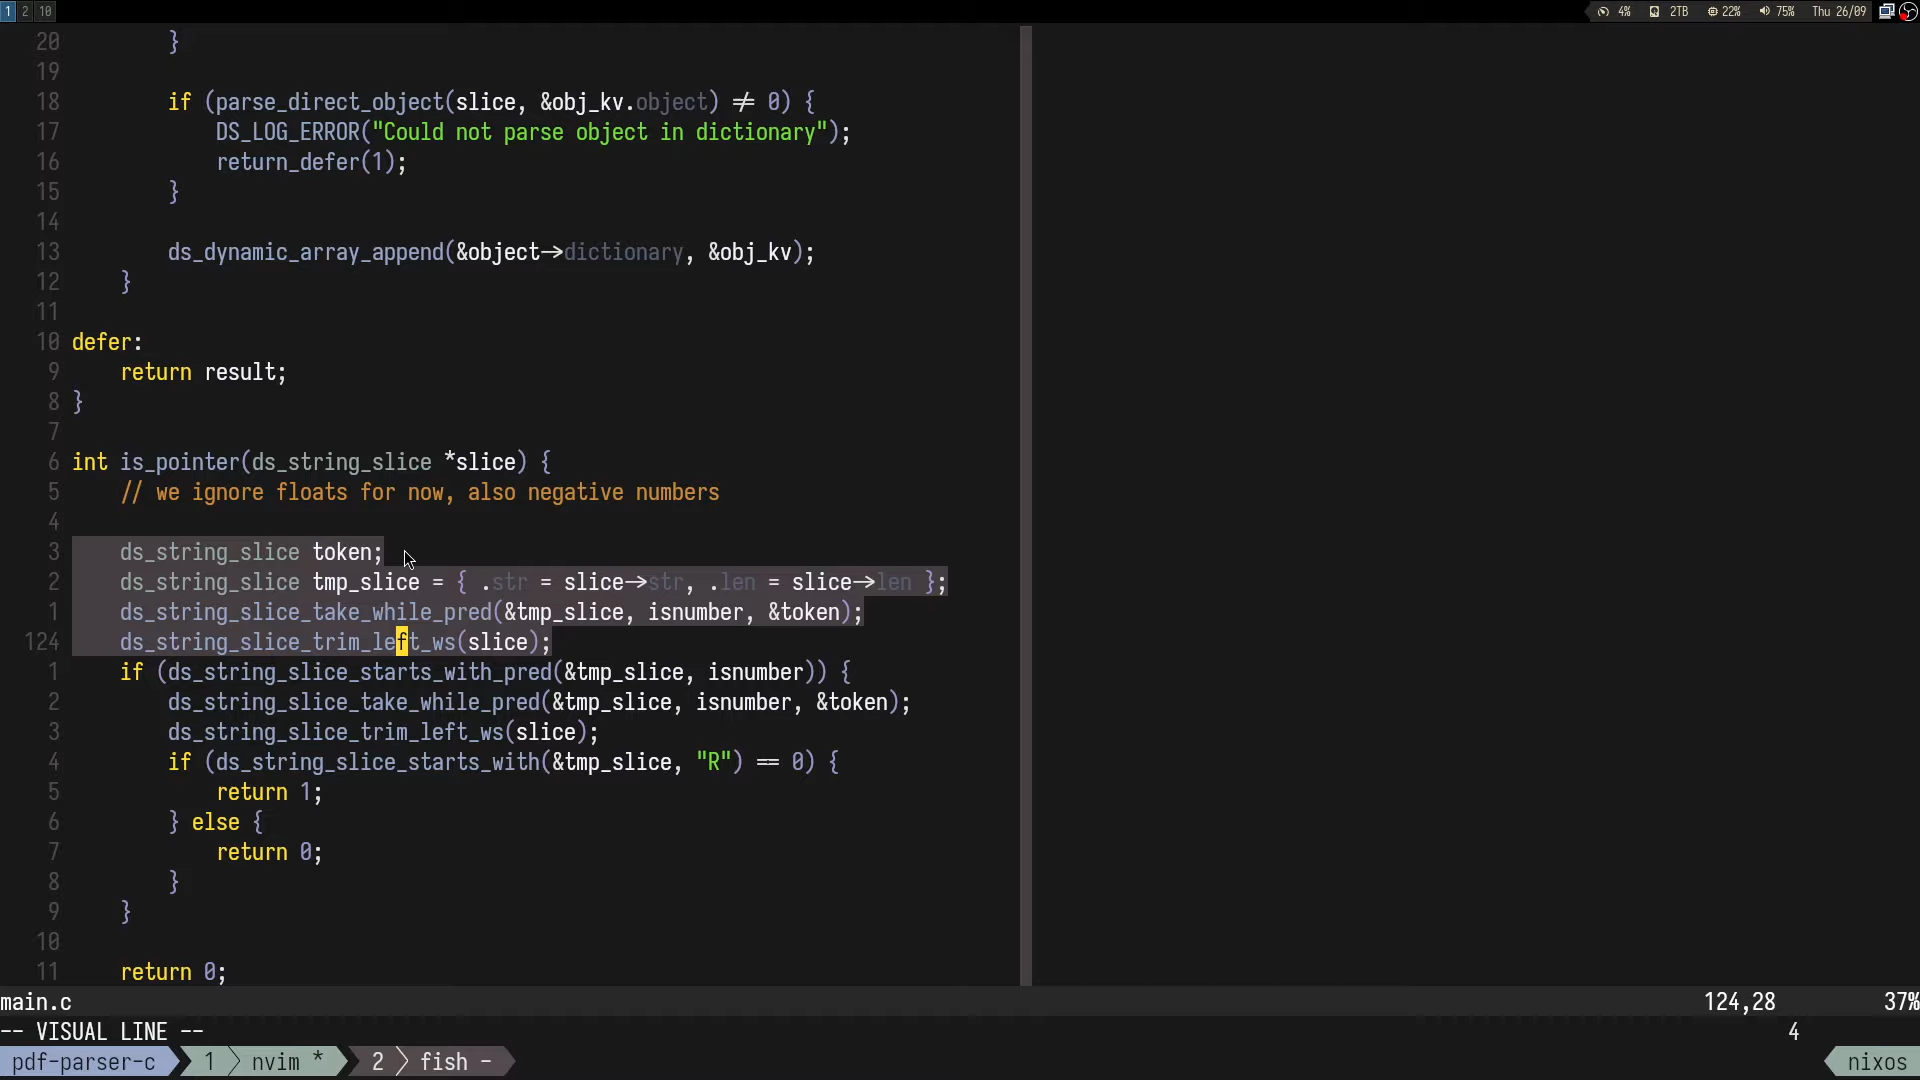 1 2 10 4% 2TB 22% 75% Thu 26/09
20 }
19
18 if (parse_direct_object(slice, &obj_kv.object) ≠ 0) {
17 DS_LOG_ERROR("Could not parse object in dictionary");
16 return_defer(1);
15 }
14
13 ds_dynamic_array_append(&object→dictionary, &obj_kv);
12 }
11
10 defer:
9 return result;
8 }
7
6 int is_pointer(ds_string_slice *slice) {
5 // we ignore floats for now, also negative numbers
4
3 ds_string_slice token;
2 ds_string_slice tmp_slice = { .str = slice→str, .len = slice→len };
1 ds_string_slice_take_while_pred(&tmp_slice, isnumber, &token);
124 ds_string_slice_trim_left_ws(slice);
1 if (ds_string_slice_starts_with_pred(&tmp_slice, isnumber)) {
2 ds_string_slice_take_while_pred(&tmp_slice, isnumber, &token);
3 ds_string_slice_trim_left_ws(slice);
4 if (ds_string_slice_starts_with(&tmp_slice, "R") == 0) {
5 return 1;
6 } else {
7 return 0;
8 }
9 }
10
11 return 0;
main.c 124,28 37%
-- VISUAL LINE -- 4
pdf-parser-c 1 nvim * 2 fish - nixos